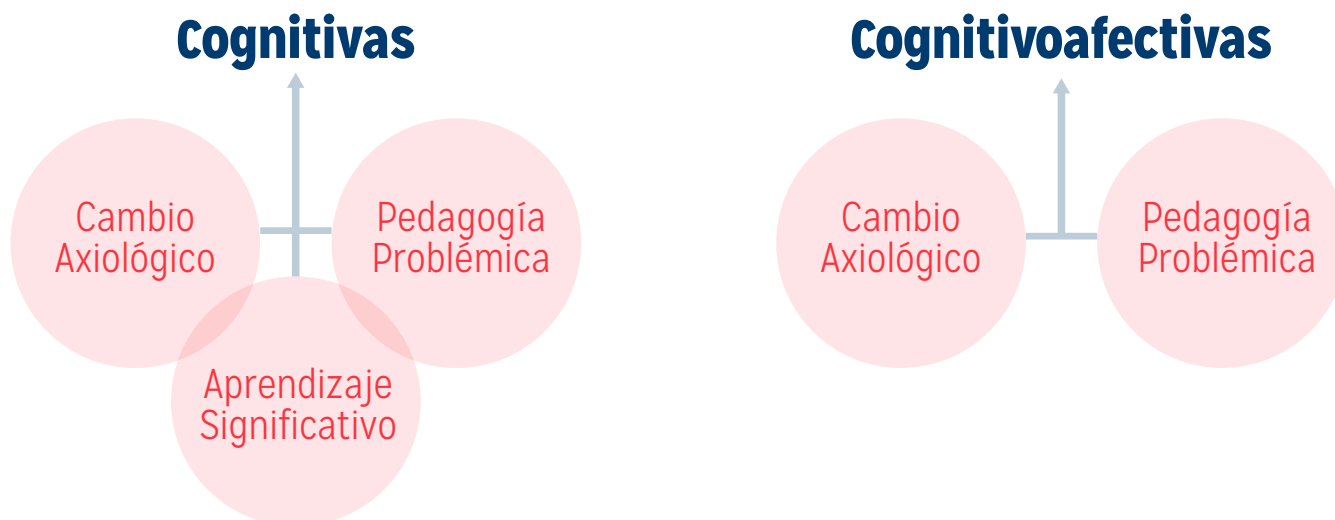 Cognitivas
Cambio
Axiológico
Pedagogía
Problémica
Aprendizaje
Significativo
Cognitivoafectivas
Cambio
Axiológico
Pedagogía
Problémica